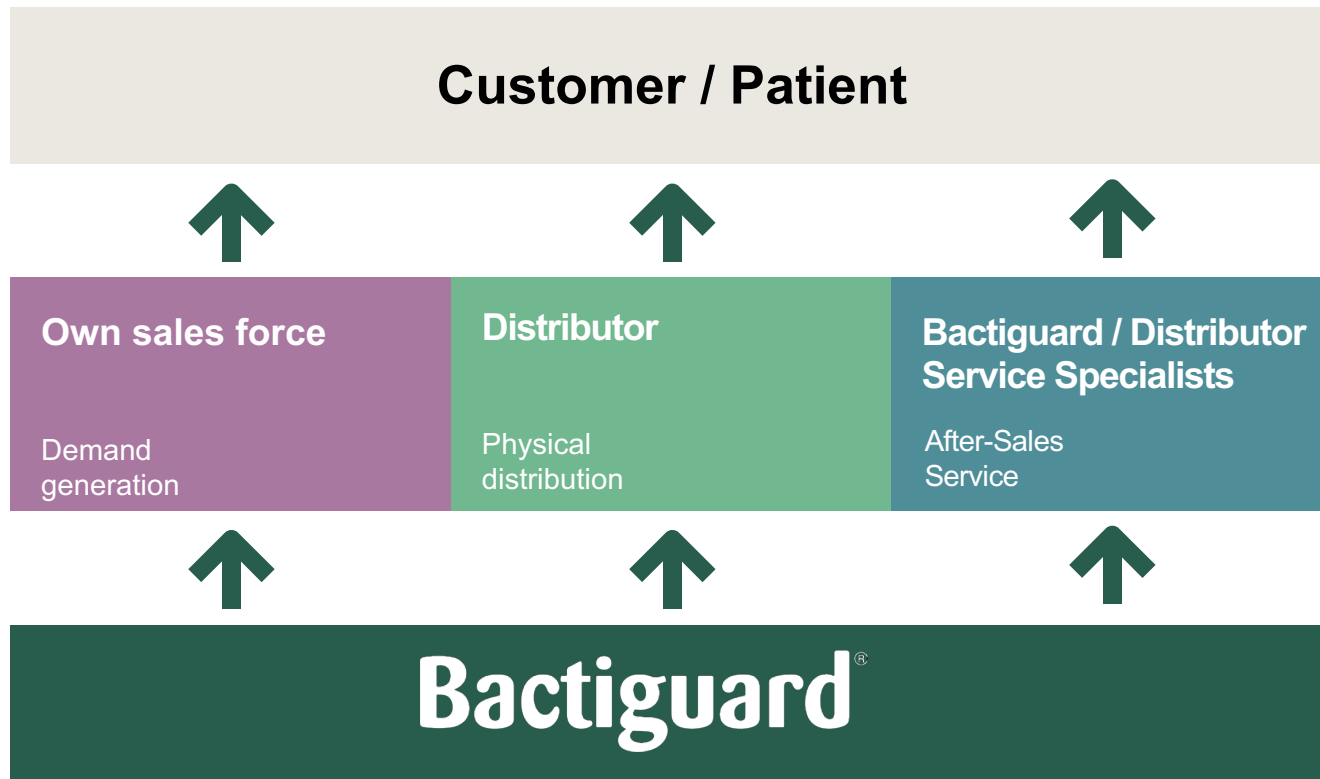 Customer / Patient
Own sales force
Demand
generation
Distributor
Physical
distribution
Bactiguard / Distributor
Service Specialists
After-Sales
Service
Bactiguard®